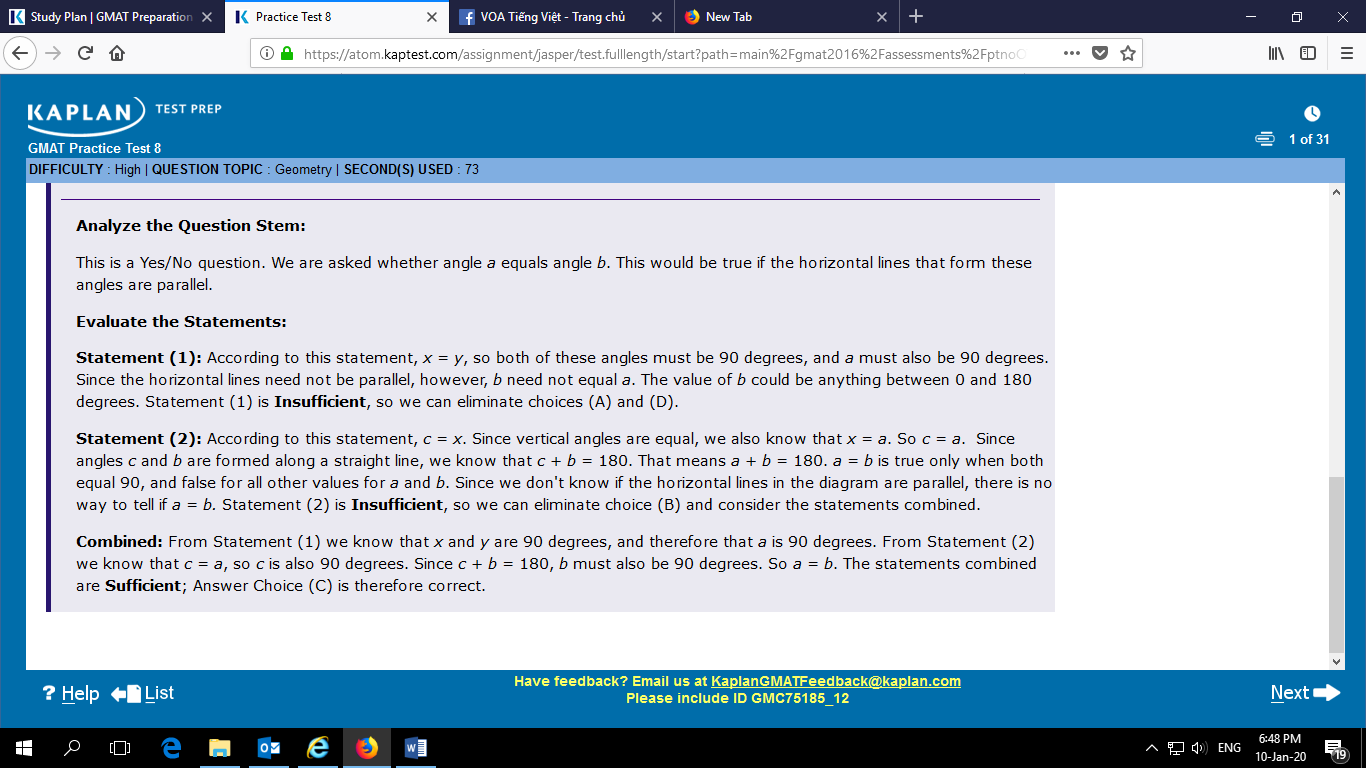 Study Plan | GMAT Preparation
Practice Test 8
VOA Tiếng Việt - Trang chủ
New Tab
https://atom.kaptest.com/assignment/jasper/test.fulllength/start?path=main%2Fgmat2016%2Fassessments%2Fptno
KAPLAN TEST PREP
GMAT Practice Test 8
1 of 31
DIFFICULTY : High | QUESTION TOPIC : Geometry | SECOND(S) USED : 73
Analyze the Question Stem:
This is a Yes/No question. We are asked whether angle a equals angle b. This would be true if the horizontal lines that form these
angles are parallel.
Evaluate the Statements:
Statement (1): According to this statement, x = y, so both of these angles must be 90 degrees, and a must also be 90 degrees.
Since the horizontal lines need not be parallel, however, b need not equal a. The value of b could be anything between 0 and 180
degrees. Statement (1) is Insufficient, so we can eliminate choices (A) and (D).
Statement (2): According to this statement, c = x. Since vertical angles are equal, we also know that x = a. So c = a. Since
angles c and b are formed along a straight line, we know that c + b = 180. That means a + b = 180. a = b is true only when both
equal 90, and false for all other values for a and b. Since we don't know if the horizontal lines in the diagram are parallel, there is no
way to tell if a = b. Statement (2) is Insufficient, so we can eliminate choice (B) and consider the statements combined.
Combined: From Statement (1) we know that x and y are 90 degrees, and therefore that a is 90 degrees. From Statement (2)
we know that c = a, so c is also 90 degrees. Since c + b = 180, b must also be 90 degrees. So a = b. The statements combined
are Sufficient; Answer Choice (C) is therefore correct.
? Help
List
Have feedback? Email us at KaplanGMATFeedback@kaplan.com
Please include ID GMC75185_12
Next
ENG
6:48 PM
10-Jan-20
19